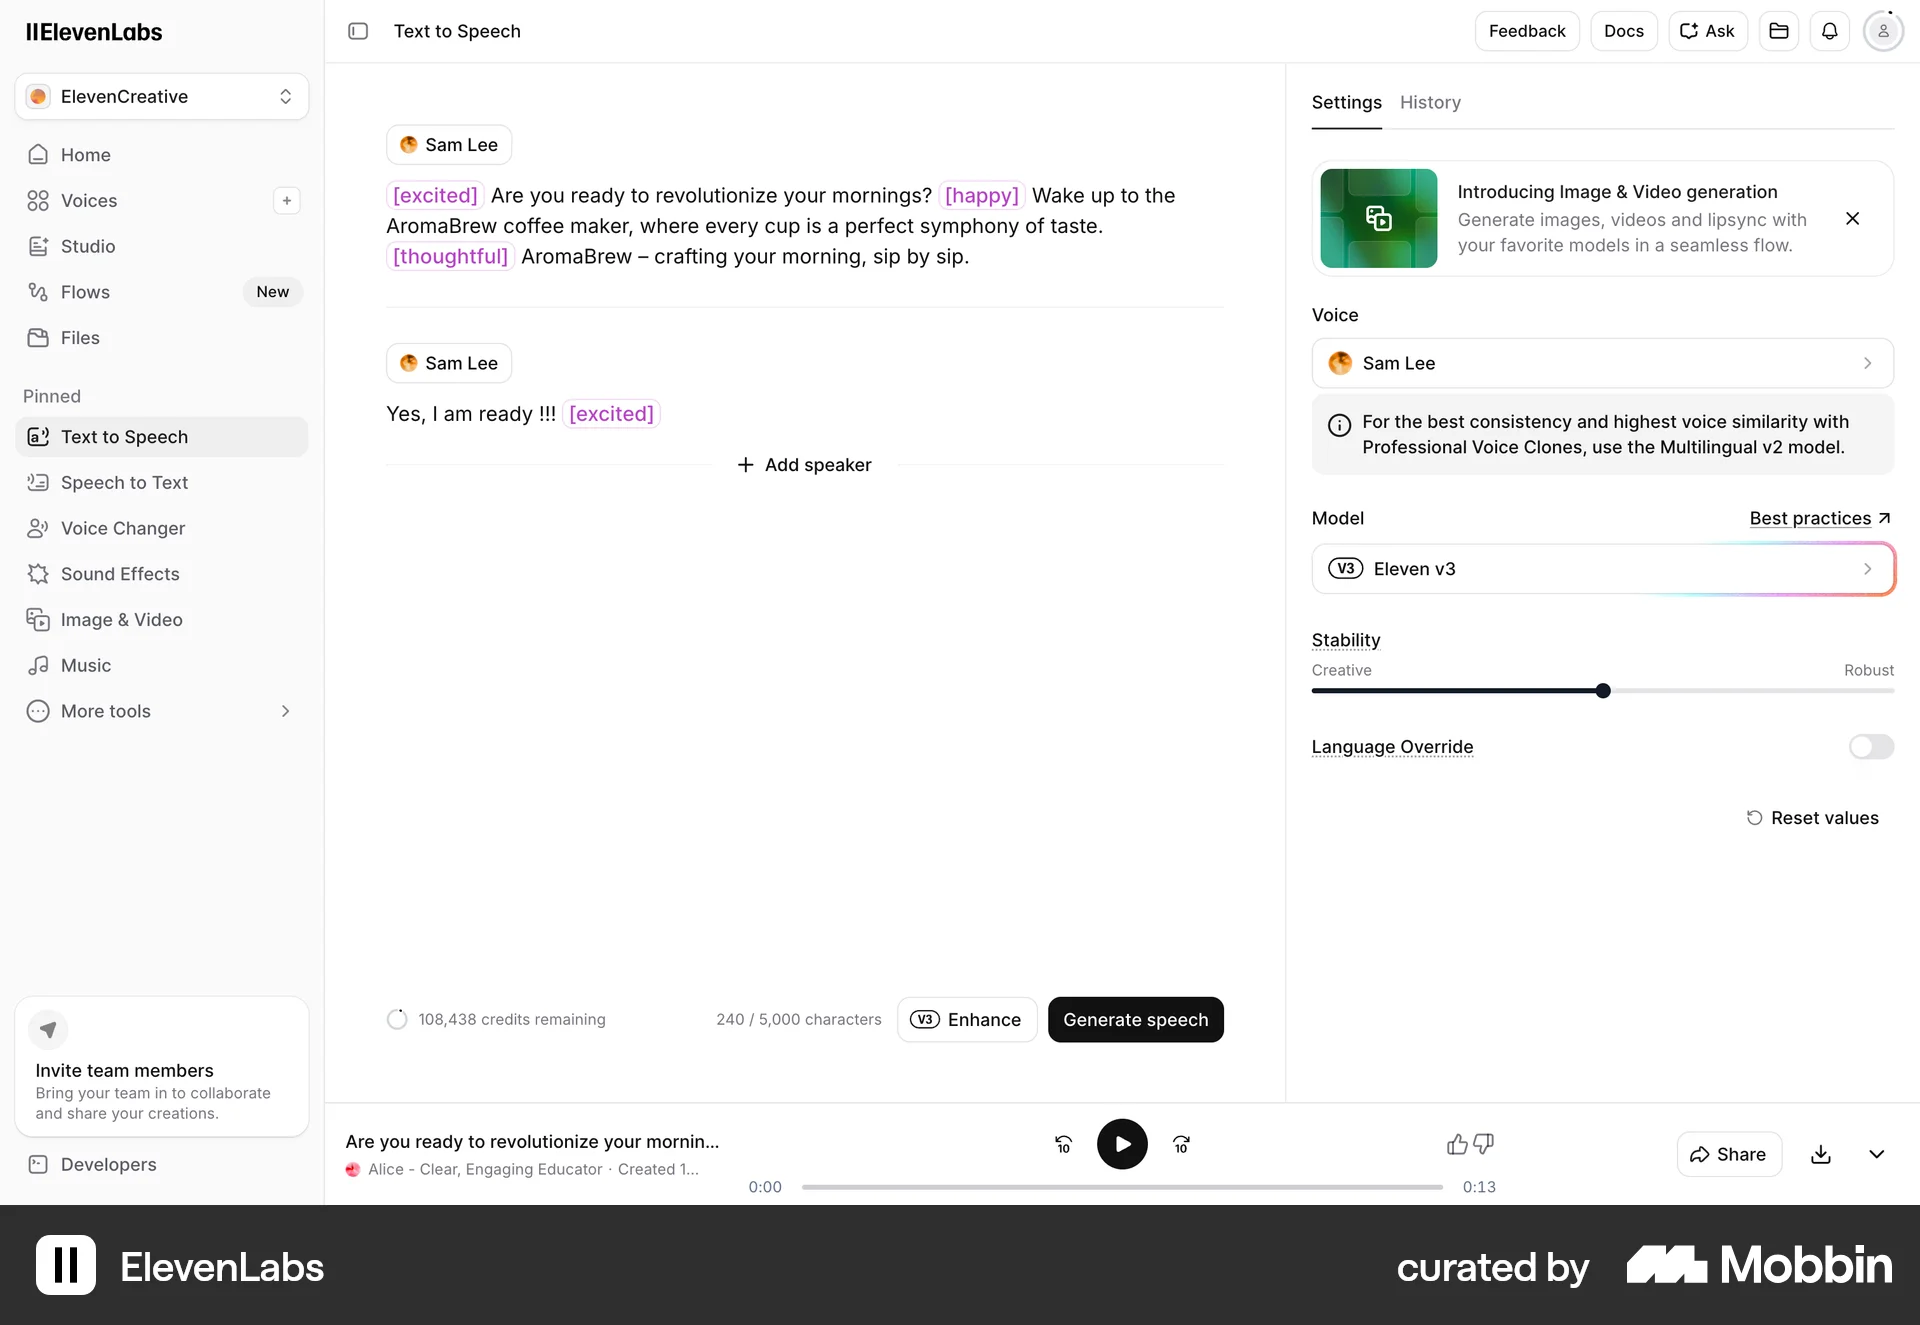 IIElevenLabs
ElevenCreative
Home
Voices
Studio
Flows
New
Files
Pinned
Text to Speech
Speech to Text
Voice Changer
Sound Effects
Image & Video
Music
More tools
Invite team members
Bring your team in to collaborate
and share your creations.
Developers
Text to Speech
Feedback
Docs
Ask
Sam Lee
[excited] Are you ready to revolutionize your mornings? [happy] Wake up to the
AromaBrew coffee maker, where every cup is a perfect symphony of taste.
[thoughtful] AromaBrew – crafting your morning, sip by sip.
Sam Lee
Yes, I am ready !!! [excited]
Add speaker
108,438 credits remaining
240 / 5,000 characters
V3 Enhance
Generate speech
Settings
History
Introducing Image & Video generation
Generate images, videos and lipsync with
your favorite models in a seamless flow.
Voice
Sam Lee
For the best consistency and highest voice similarity with
Professional Voice Clones, use the Multilingual v2 model.
Model
Best practices
V3 Eleven v3
Stability
Creative
Robust
Language Override
Reset values
Are you ready to revolutionize your mornin...
Alice - Clear, Engaging Educator · Created 1...
10
10
0:00
0:13
Share
ElevenLabs
curated by
Mobbin